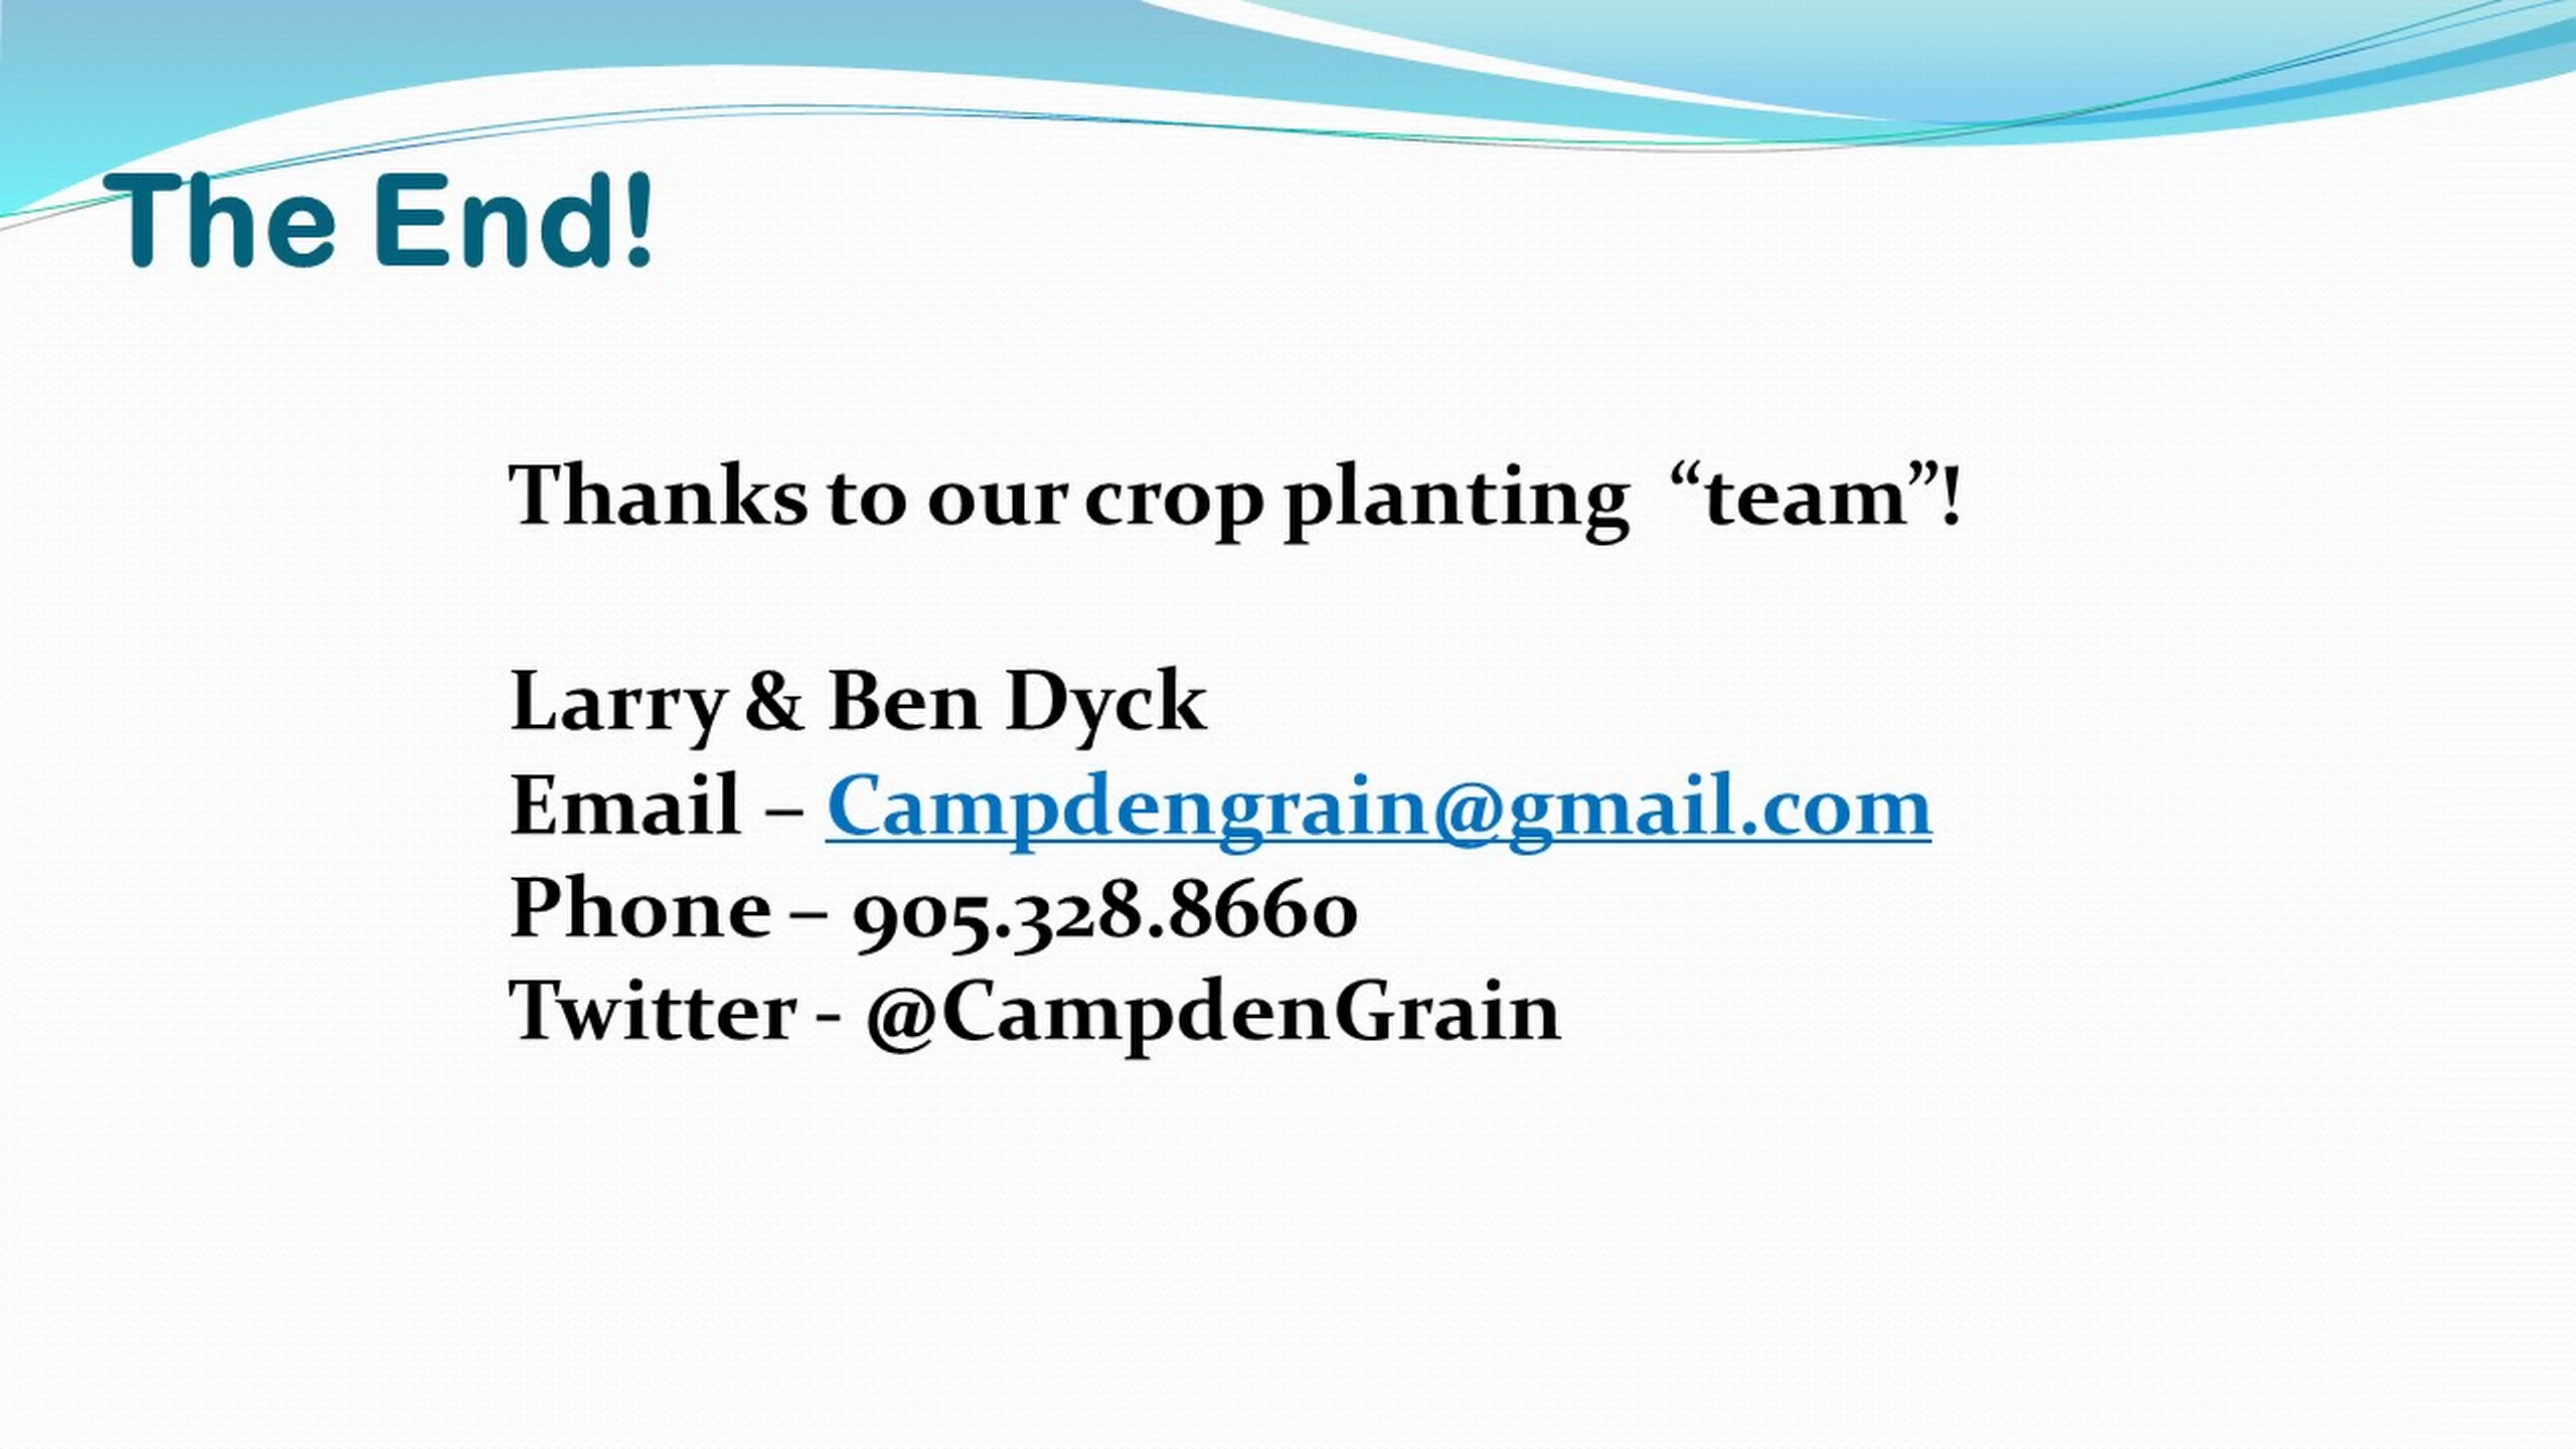 The End!
Thanks to our crop planting  “team”!
Larry & Ben Dyck
Email – Campdengrain@gmail.com
Phone – 905.328.8660
Twitter - @CampdenGrain